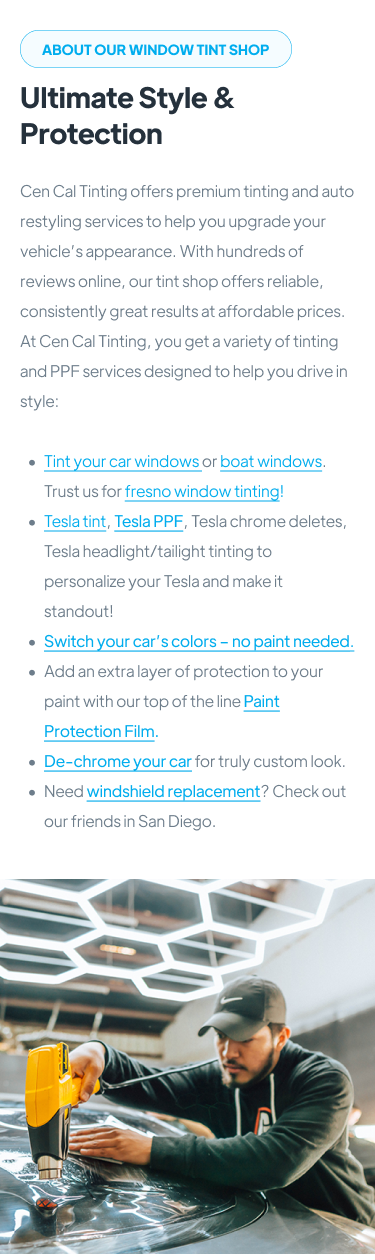 ABOUT OUR WINDOW TINT SHOP
Ultimate Style &
Protection
Cen Cal Tinting offers premium tinting and auto
restyling services to help you upgrade your
vehicle's appearance. With hundreds of
reviews online, our tint shop offers reliable,
consistently great results at affordable prices.
At Cen Cal Tinting, you get a variety of tinting
and PPF services designed to help you drive in
style:
• Tint your car windows or boat windows.
Trust us for fresno window tinting!
• Tesla tint, Tesla PPF, Tesla chrome deletes,
Tesla headlight/tailight tinting to
personalize your Tesla and make it
standout!
• Switch your car's colors – no paint needed.
• Add an extra layer of protection to your
paint with our top of the line Paint
Protection Film.
• De-chrome your car for truly custom look.
• Need windshield replacement? Check out
our friends in San Diego.